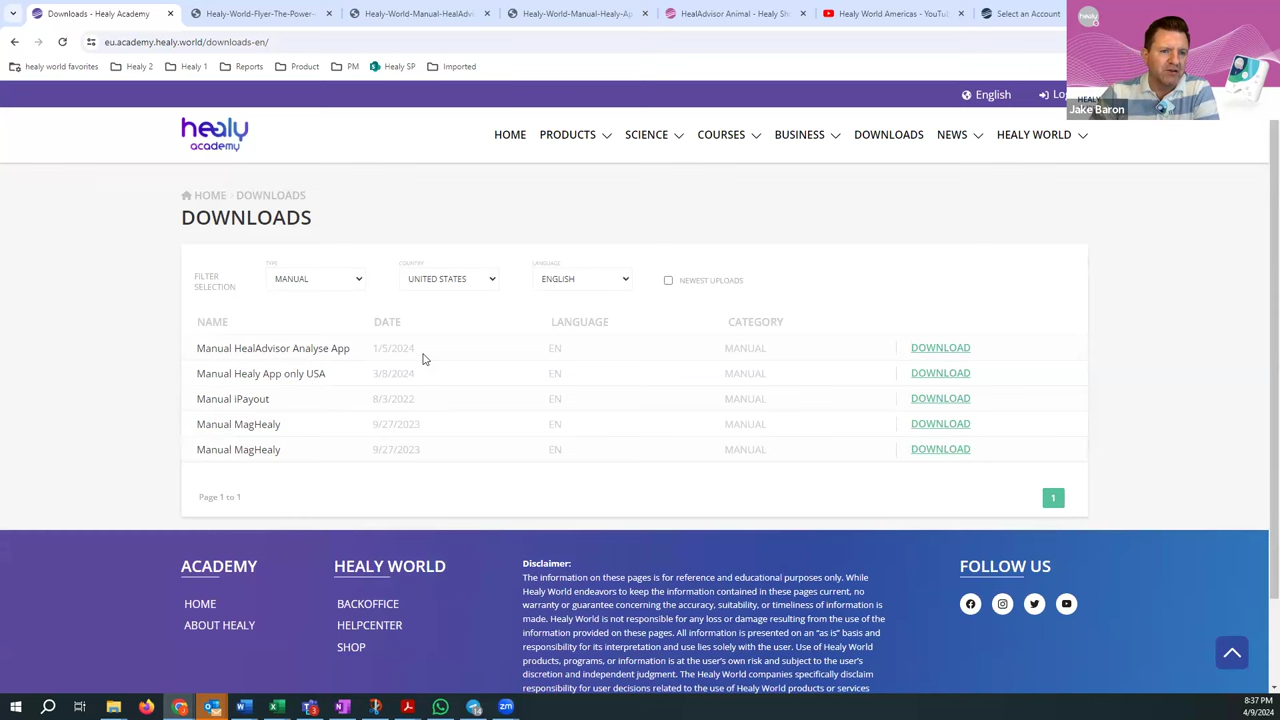 Downloads - Healy Academy
Healy-World-Fly-The-Power-
Healy-World-Manual-HealAdvi
Healy-World-Manual-Healy-Ap
HealAdvisor Animal - Healy Sh
Healy World Americas - YouTu
Select an Account
eu.academy.healy.world/downloads-en/
healy world favorites
Healy 2
Healy 1
Reports
Product
PM
Healy SP
Imported
healy
HEALY
Jake Baron
English
Lo
healy
academy
HOME PRODUCTS SCIENCE COURSES BUSINESS DOWNLOADS NEWS HEALY WORLD
HOME › DOWNLOADS
DOWNLOADS
TYPE COUNTRY LANGUAGE
FILTER
SELECTION
MANUAL UNITED STATES ENGLISH NEWEST UPLOADS
NAME DATE LANGUAGE CATEGORY
Manual HealAdvisor Analyse App 1/5/2024 EN MANUAL DOWNLOAD
Manual Healy App only USA 3/8/2024 EN MANUAL DOWNLOAD
Manual iPayout 8/3/2022 EN MANUAL DOWNLOAD
Manual MagHealy 9/27/2023 EN MANUAL DOWNLOAD
Manual MagHealy 9/27/2023 EN MANUAL DOWNLOAD
Page 1 to 1
1
ACADEMY
HOME
ABOUT HEALY
HEALY WORLD
BACKOFFICE
HELPCENTER
SHOP
Disclaimer:
The information on these pages is for reference and educational purposes only. While
Healy World endeavors to keep the information contained in these pages current, no
warranty or guarantee concerning the accuracy, suitability, or timeliness of information is
made. Healy World is not responsible for any loss or damage resulting from the use of the
information provided on these pages. All information is presented on an "as is" basis and
responsibility for its interpretation and use lies solely with the user. Use of Healy World
products, programs, or information is at the user's own risk and subject to the user's
discretion and independent judgment. The Healy World companies specifically disclaim
responsibility for user decisions related to the use of Healy World products or services
FOLLOW US
8:37 PM
4/9/2024